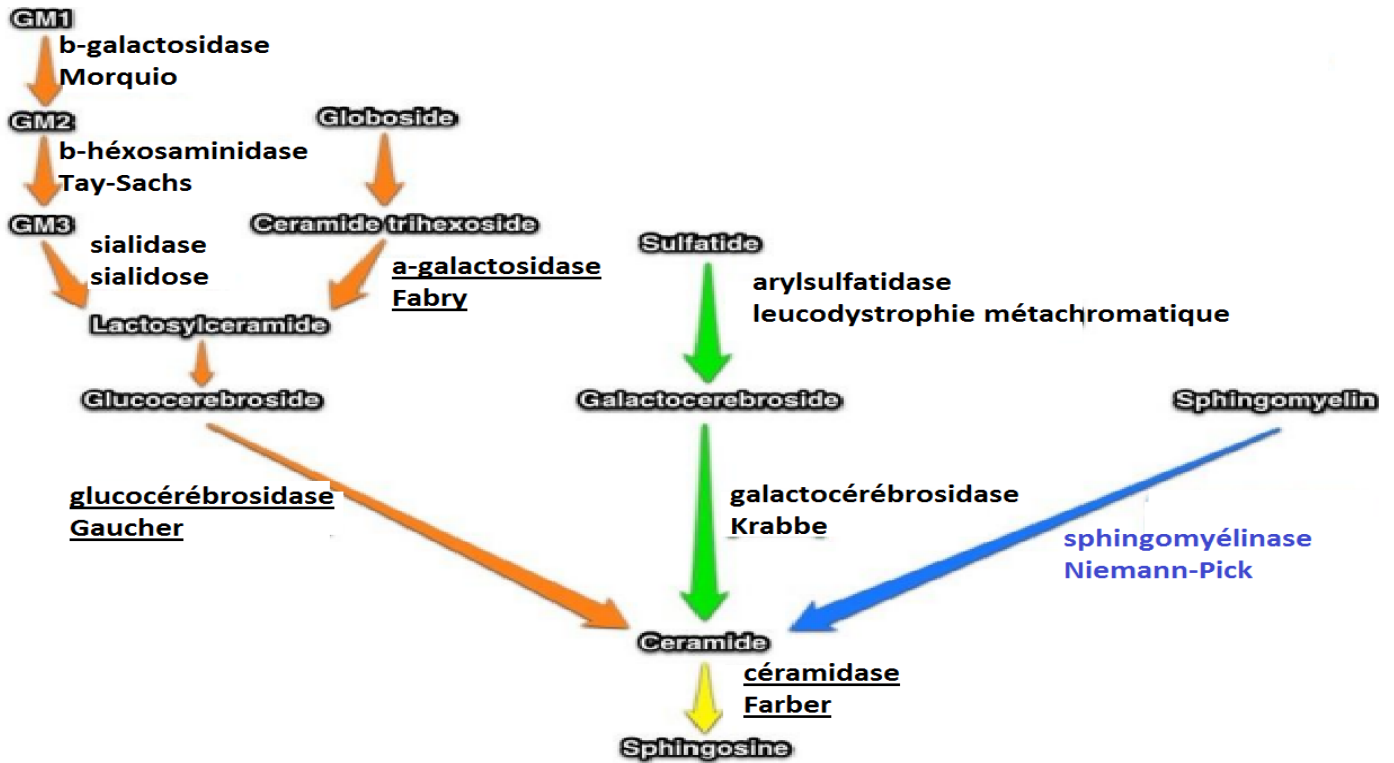 GM1
b-galactosidase
Morquio
GM2
Globoside
b-héxosaminidase
Tay-Sachs
GM3
Ceramide trihexoside
sialidase
sialidose
Sulfatide
a-galactosidase
Fabry
arylsulfatidase
leucodystrophie métachromatique
Lactosylceramide
Glucocerebroside
Galactocerebroside
Sphingomyelin
glucocérébrosidase
Gaucher
galactocérébrosidase
Krabbe
sphingomyélinase
Niemann-Pick
Ceramide
céramidase
Farber
Sphingosine